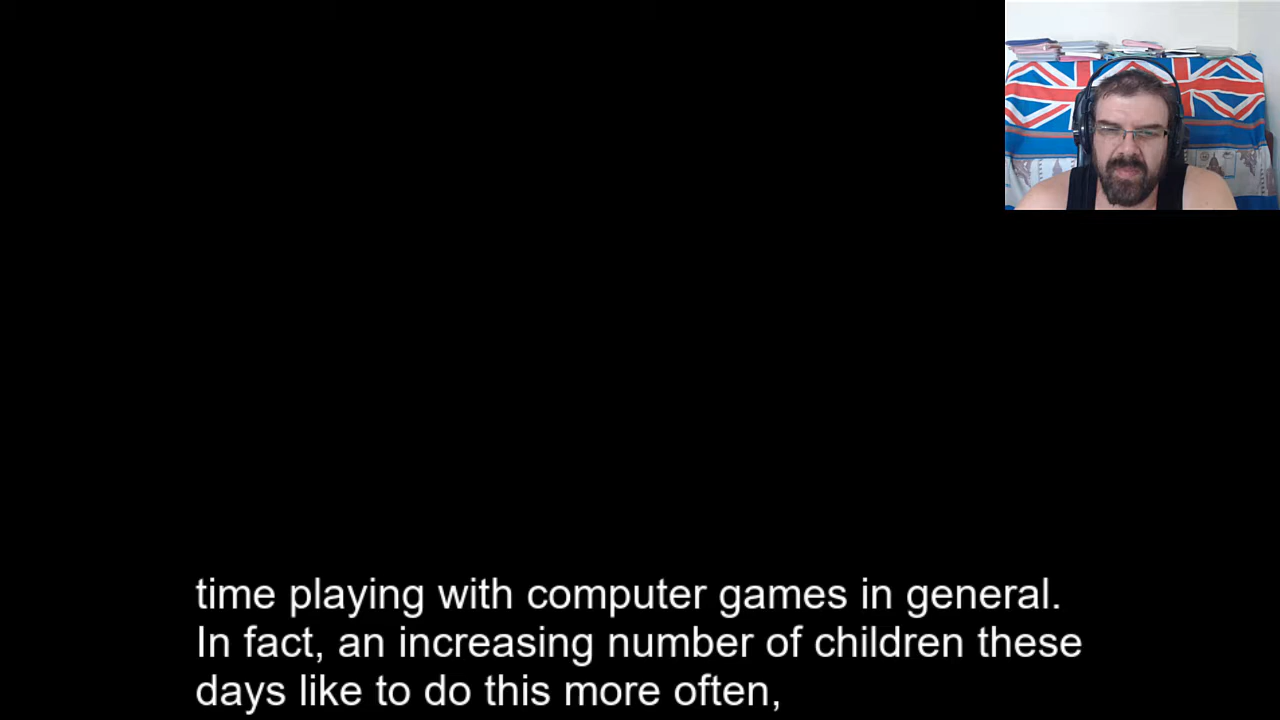 time playing with computer games in general.
In fact, an increasing number of children these
days like to do this more often,